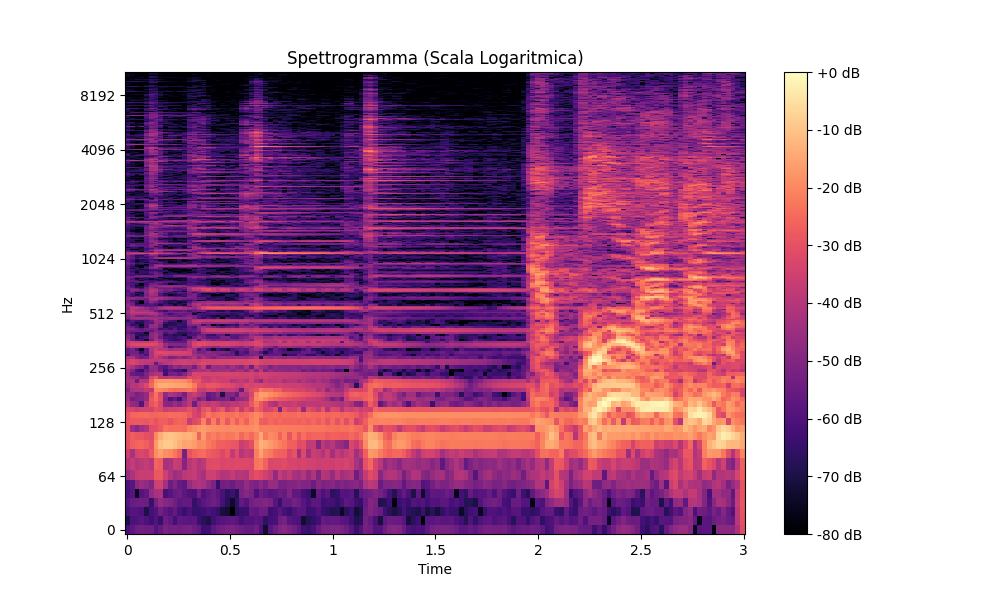 Spettrogramma (Scala Logaritmica)
8192
4096
2048
1024
512
256
128
64
0
Hz
0
0.5
1
1.5
2
2.5
3
Time
+0 dB
-10 dB
-20 dB
-30 dB
-40 dB
-50 dB
-60 dB
-70 dB
-80 dB